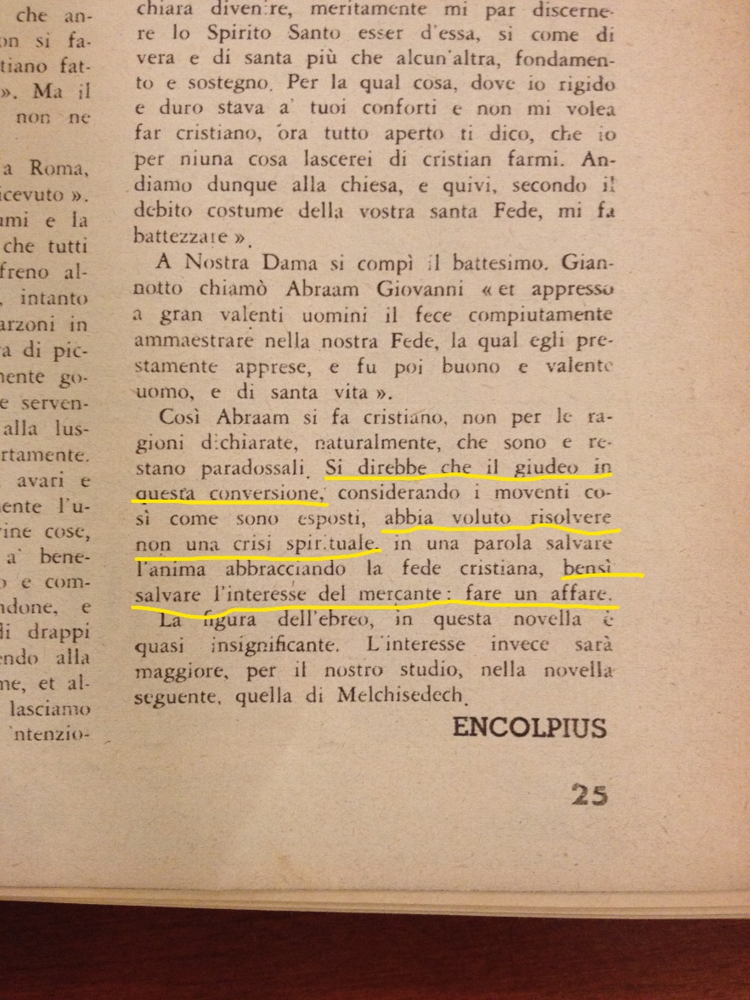 che an-
on si fa-
tiano fat-
». Ma il
non ne
a Roma,
icevuto ».
umi e la
che tutti
freno al-
, intanto
arzoni in
a di pic-
mente go-
e serven-
alla lus-
rtamente.
avari e
ente l'u-
vine cose,
a' bene-
o e com-
ndone, e
di drappi
endo alla
me, et al-
lasciamo
'ntenzio-
chiara divenire, meritamente mi par discerne-
re lo Spirito Santo esser d'essa, si come di
vera e di santa più che alcun'altra, fondamen-
to e sostegno. Per la qual cosa, dove io rigido
e duro stava a' tuoi conforti e non mi volea
far cristiano, ora tutto aperto ti dico, che io
per niuna cosa lascerei di cristian farmi. An-
diamo dunque alla chiesa, e quivi, secondo il
debito costume della vostra santa Fede, mi fa
battezzare ».
A Nostra Dama si compì il battesimo. Gian-
notto chiamò Abraam Giovanni « et appresso
a gran valenti uomini il fece compiutamente
ammaestrare nella nostra Fede, la qual egli pre-
stamente apprese, e fu poi buono e valente
uomo, e di santa vita ».
Così Abraam si fa cristiano, non per le ra-
gioni dichiarate, naturalmente, che sono e re-
stano paradossali. Si direbbe che il giudeo in
questa conversione, considerando i moventi co-
sì come sono esposti, abbia voluto risolvere
non una crisi spirituale. in una parola salvare
l'anima abbracciando la fede cristiana, bensì
salvare l'interesse del mercante: fare un affare.
La figura dell'ebreo, in questa novella è
quasi insignificante. L'interesse invece sarà
maggiore, per il nostro studio, nella novella
seguente, quella di Melchisedech.
ENCOLPIUS
25